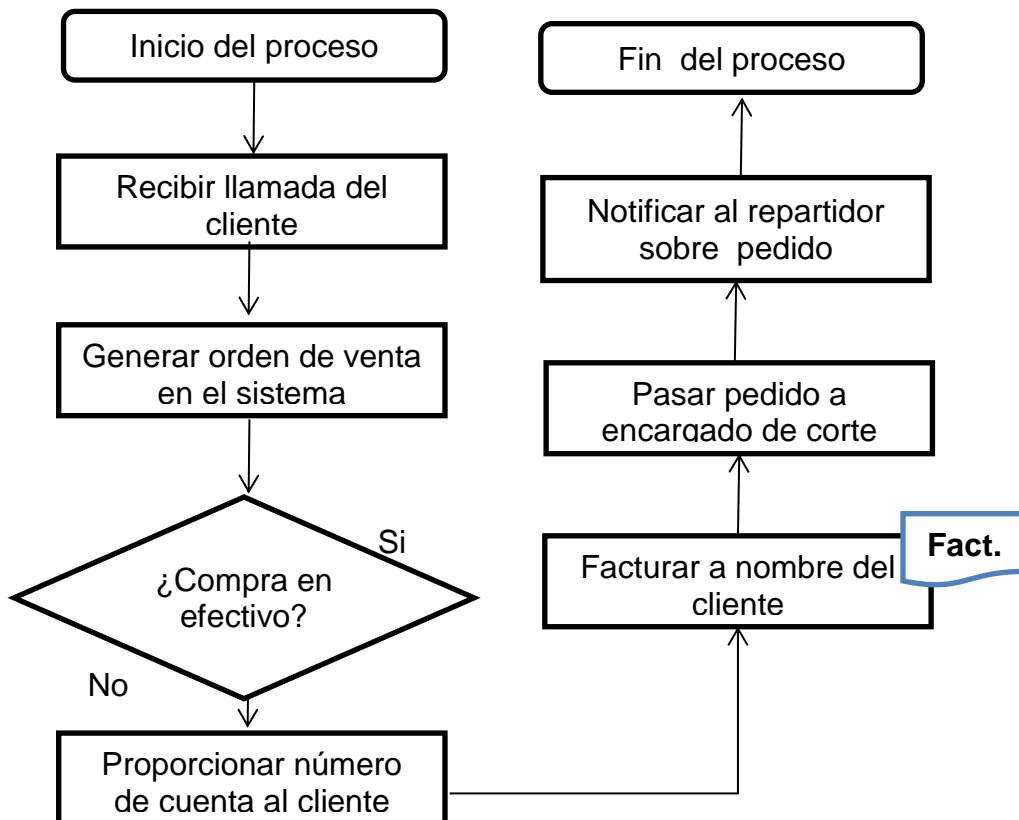 Inicio del proceso
Recibir llamada del
cliente
Generar orden de venta
en el sistema
Si
¿Compra en
efectivo?
No
Proporcionar número
de cuenta al cliente
Fin  del proceso
Notificar al repartidor
sobre  pedido
Pasar pedido a
encargado de corte
Fact.
Facturar a nombre del
cliente